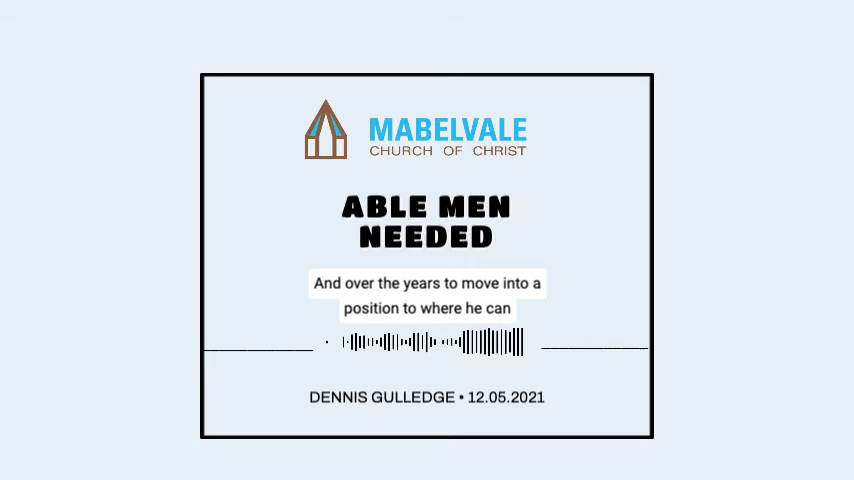 MABELVALE
CHURCH OF CHRIST
ABLE MEN
NEEDED
And over the years to move into a
position to where he can
DENNIS GULLEDGE • 12.05.2021